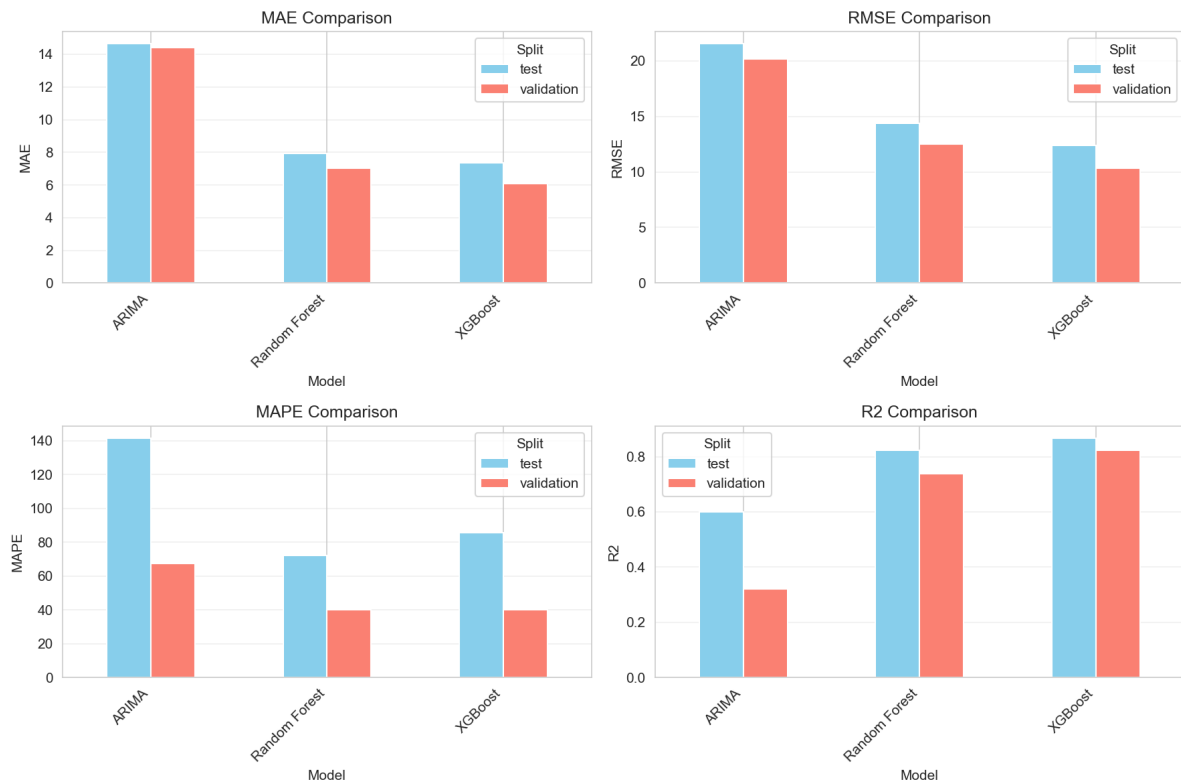 MAE Comparison
14
12
10
8
6
4
2
0
MAE
Split
test
validation
ARIMA
Random Forest
XGBoost
Model
RMSE Comparison
20
15
10
5
0
RMSE
Split
test
validation
ARIMA
Random Forest
XGBoost
Model
MAPE Comparison
140
120
100
80
60
40
20
0
MAPE
Split
test
validation
ARIMA
Random Forest
XGBoost
Model
R2 Comparison
0.8
0.6
0.4
0.2
0.0
R2
Split
test
validation
ARIMA
Random Forest
XGBoost
Model